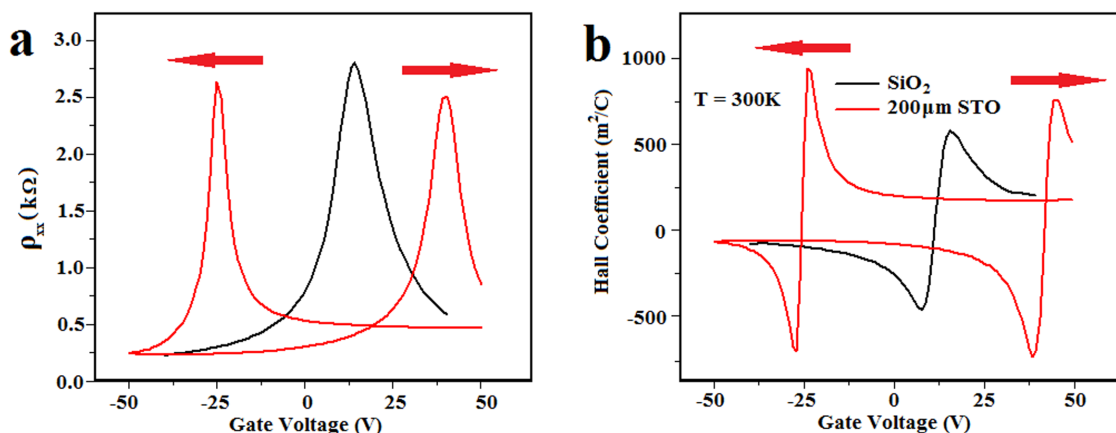 a
3.0
2.5
2.0
1.5
1.0
0.5
0.0
ρxx (kΩ)
-50
-25
0
25
50
Gate Voltage (V)
b
1000
500
0
-500
Hall Coefficient (m²/C)
T = 300K
SiO₂
200μm STO
-50
-25
0
25
50
Gate Voltage (V)